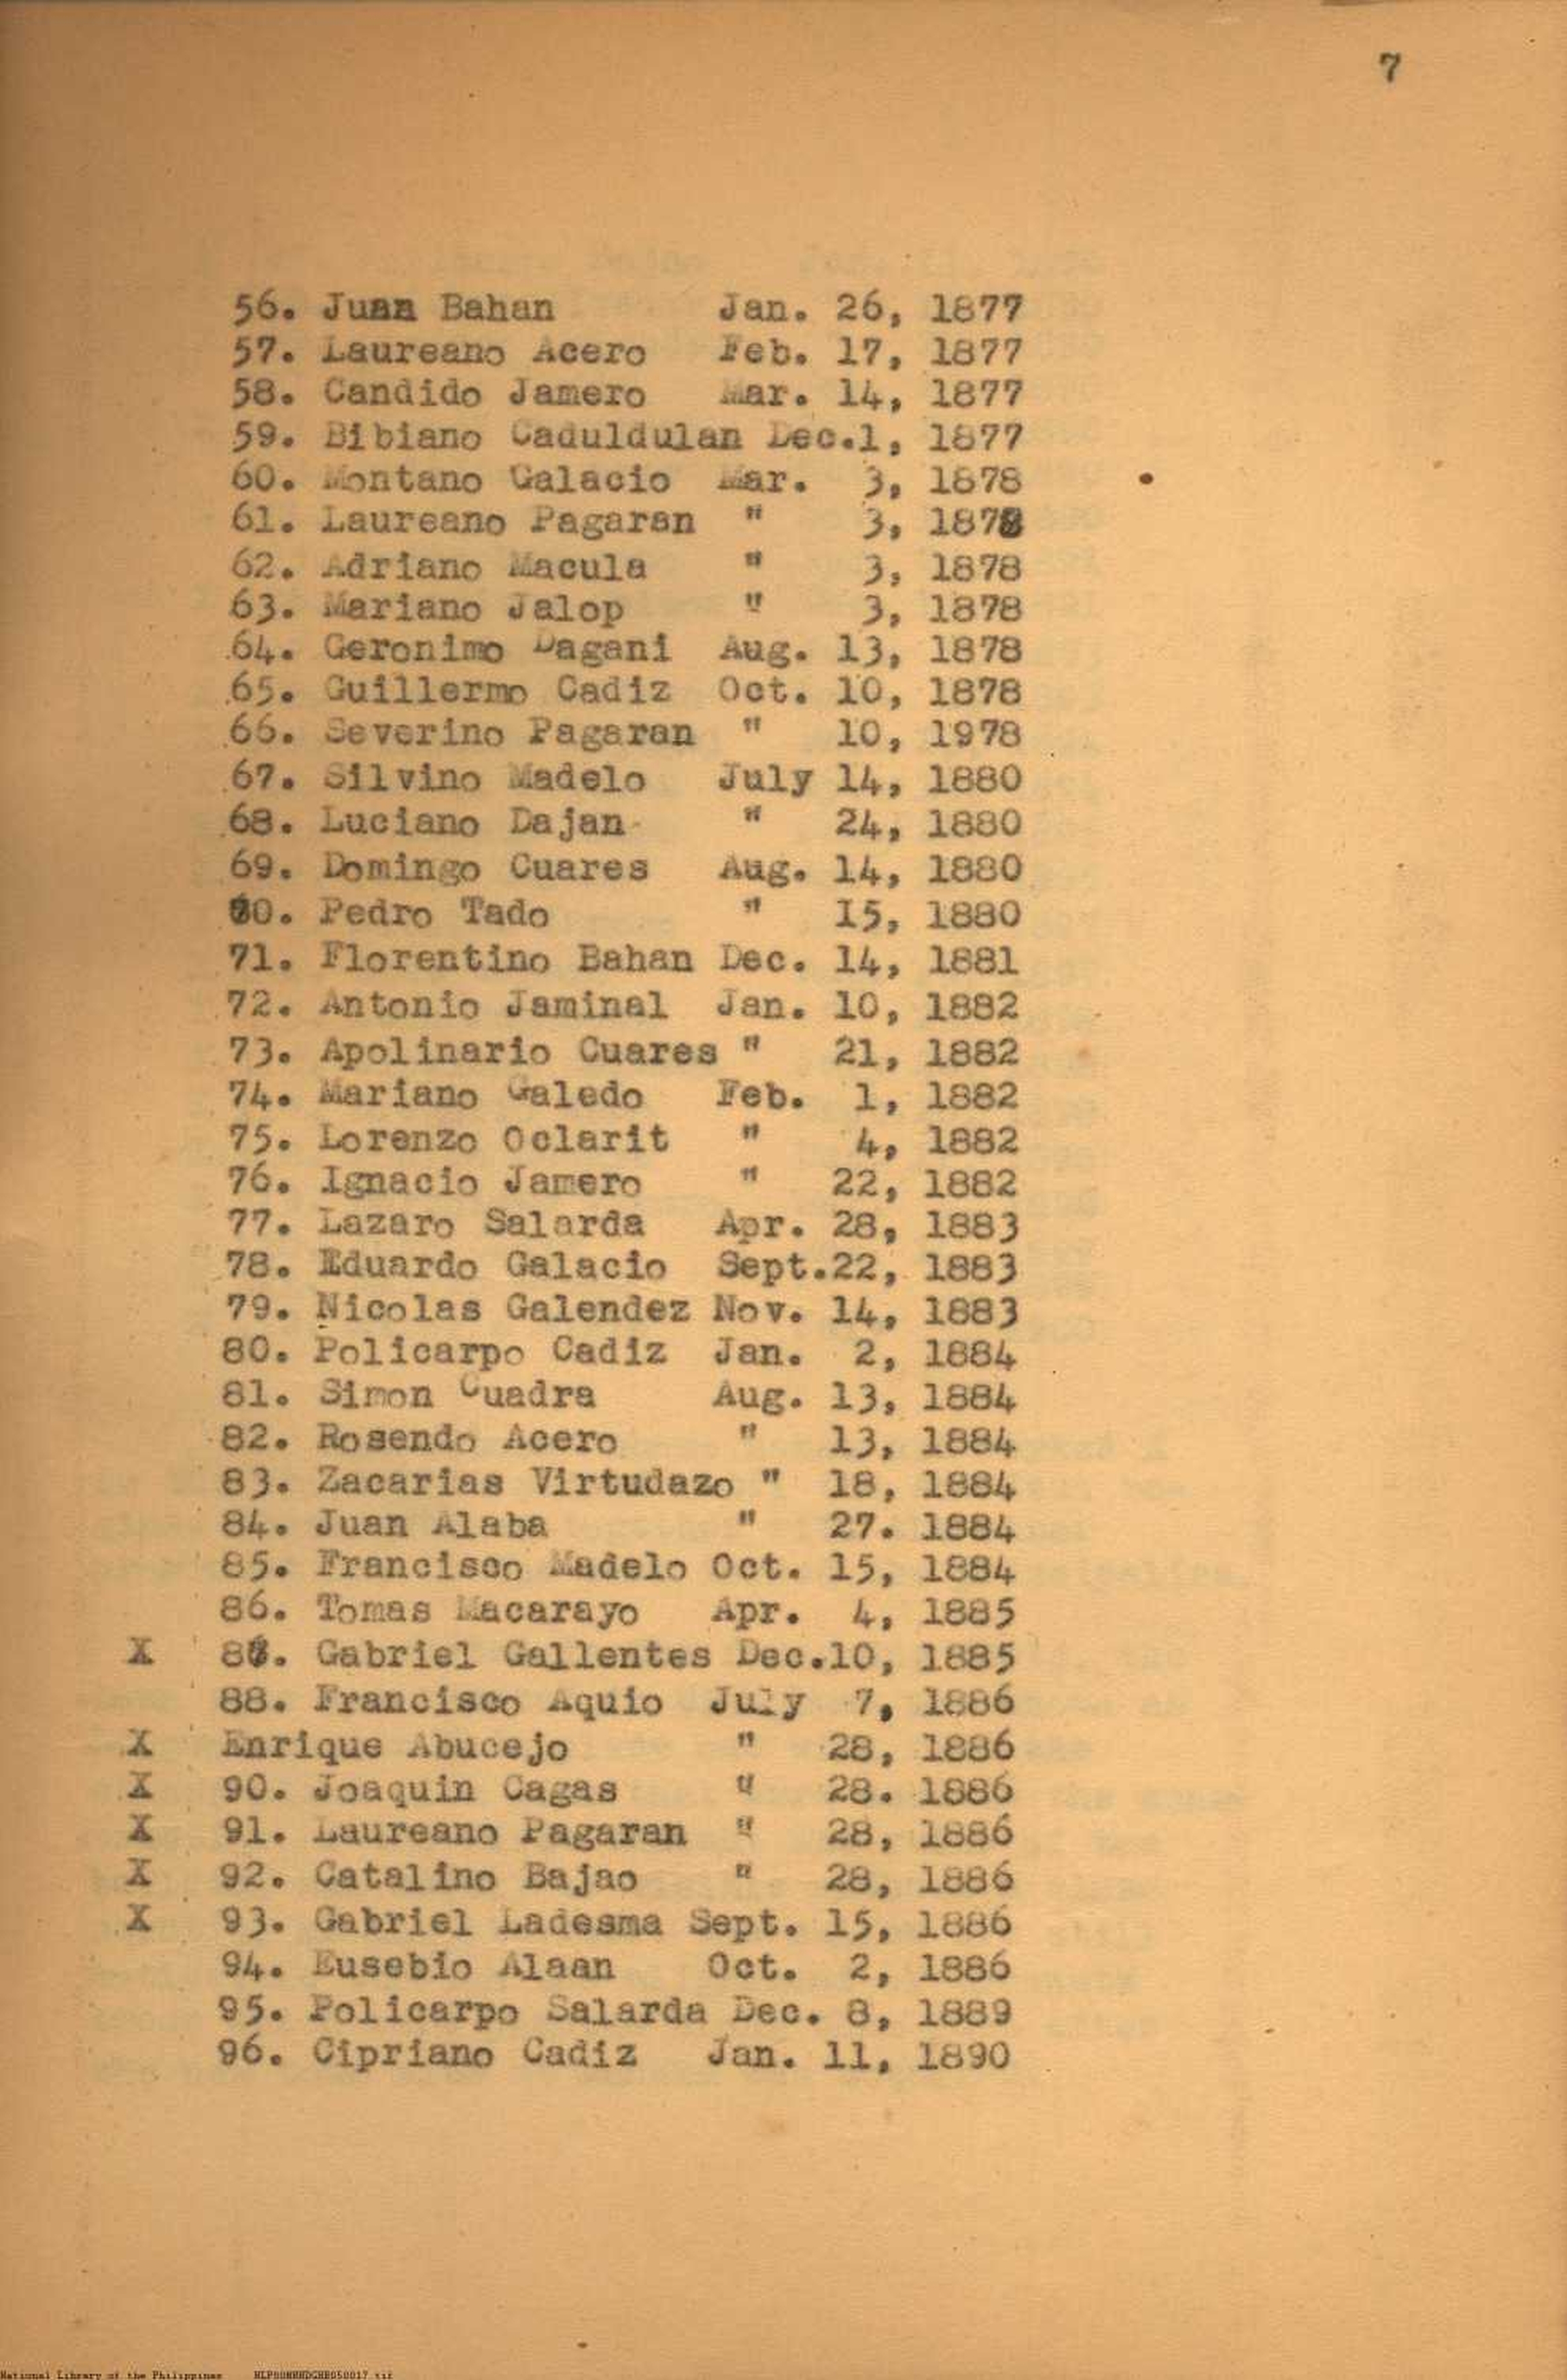 7
56. Juan Bahan Jan. 26, 1877
57. Laureano Acero Feb. 17, 1877
58. Candido Jamero Mar. 14, 1877
59. Bibiano Caduldulan Dec.1, 1877
60. Montano Galacio Mar. 3, 1878
61. Laureano Pagaran " 3, 1878
62. Adriano Macula " 3, 1878
63. Mariano Jalop " 3, 1878
64. Geronimo Pagani Aug. 13, 1878
65. Guillermo Cadiz Oct. 10, 1878
66. Severino Pagaran " 10, 1978
67. Silvino Madelo July 14, 1880
68. Luciano Dajan " 24, 1880
69. Domingo Cuares Aug. 14, 1880
80. Pedro Tado " 15, 1880
71. Florentino Bahan Dec. 14, 1881
72. Antonio Jaminal Jan. 10, 1882
73. Apolinario Cuares " 21, 1882
74. Mariano Galedo Feb. 1, 1882
75. Lorenzo Oclarit " 4, 1882
76. Ignacio Jamero " 22, 1882
77. Lazaro Salarda Apr. 28, 1883
78. Eduardo Galacio Sept.22, 1883
79. Nicolas Galendez Nov. 14, 1883
80. Policarpo Cadiz Jan. 2, 1884
81. Simon Cuadra Aug. 13, 1884
82. Rosendo Acero " 13, 1884
83. Zacarias Virtudazo " 18, 1884
84. Juan Alaba " 27. 1884
85. Francisco Madelo Oct. 15, 1884
86. Tomas Macarayo Apr. 4, 1885
X 87. Gabriel Gallentes Dec.10, 1885
88. Francisco Aquio July 7, 1886
X Enrique Abucejo " 28, 1886
X 90. Joaquin Cagas " 28. 1886
X 91. Laureano Pagaran " 28, 1886
X 92. Catalino Bajao " 28, 1886
X 93. Gabriel Ladesma Sept. 15, 1886
94. Eusebio Alaan Oct. 2, 1886
95. Policarpo Salarda Dec. 8, 1889
96. Cipriano Cadiz Jan. 11, 1890
National Library of the Philippines